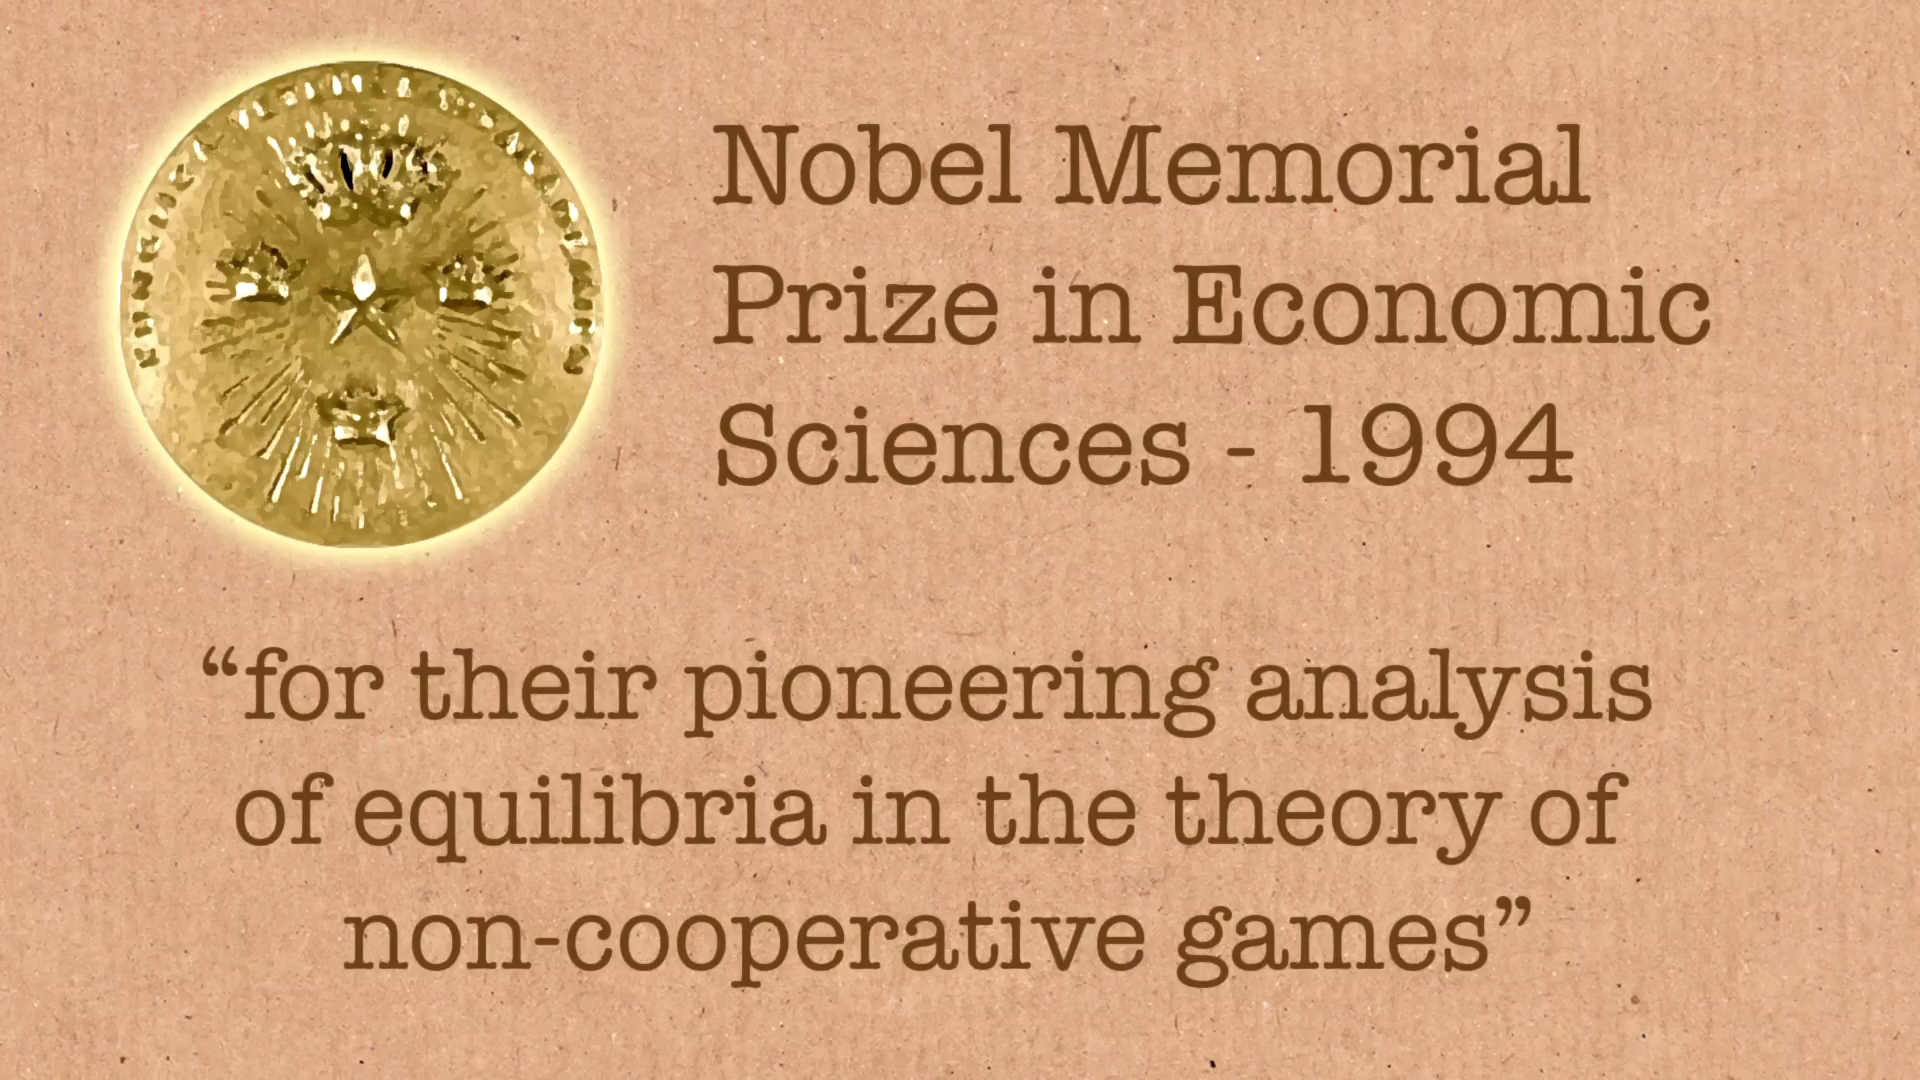 Nobel Memorial
Prize in Economic
Sciences - 1994
“for their pioneering analysis
of equilibria in the theory of
non-cooperative games”